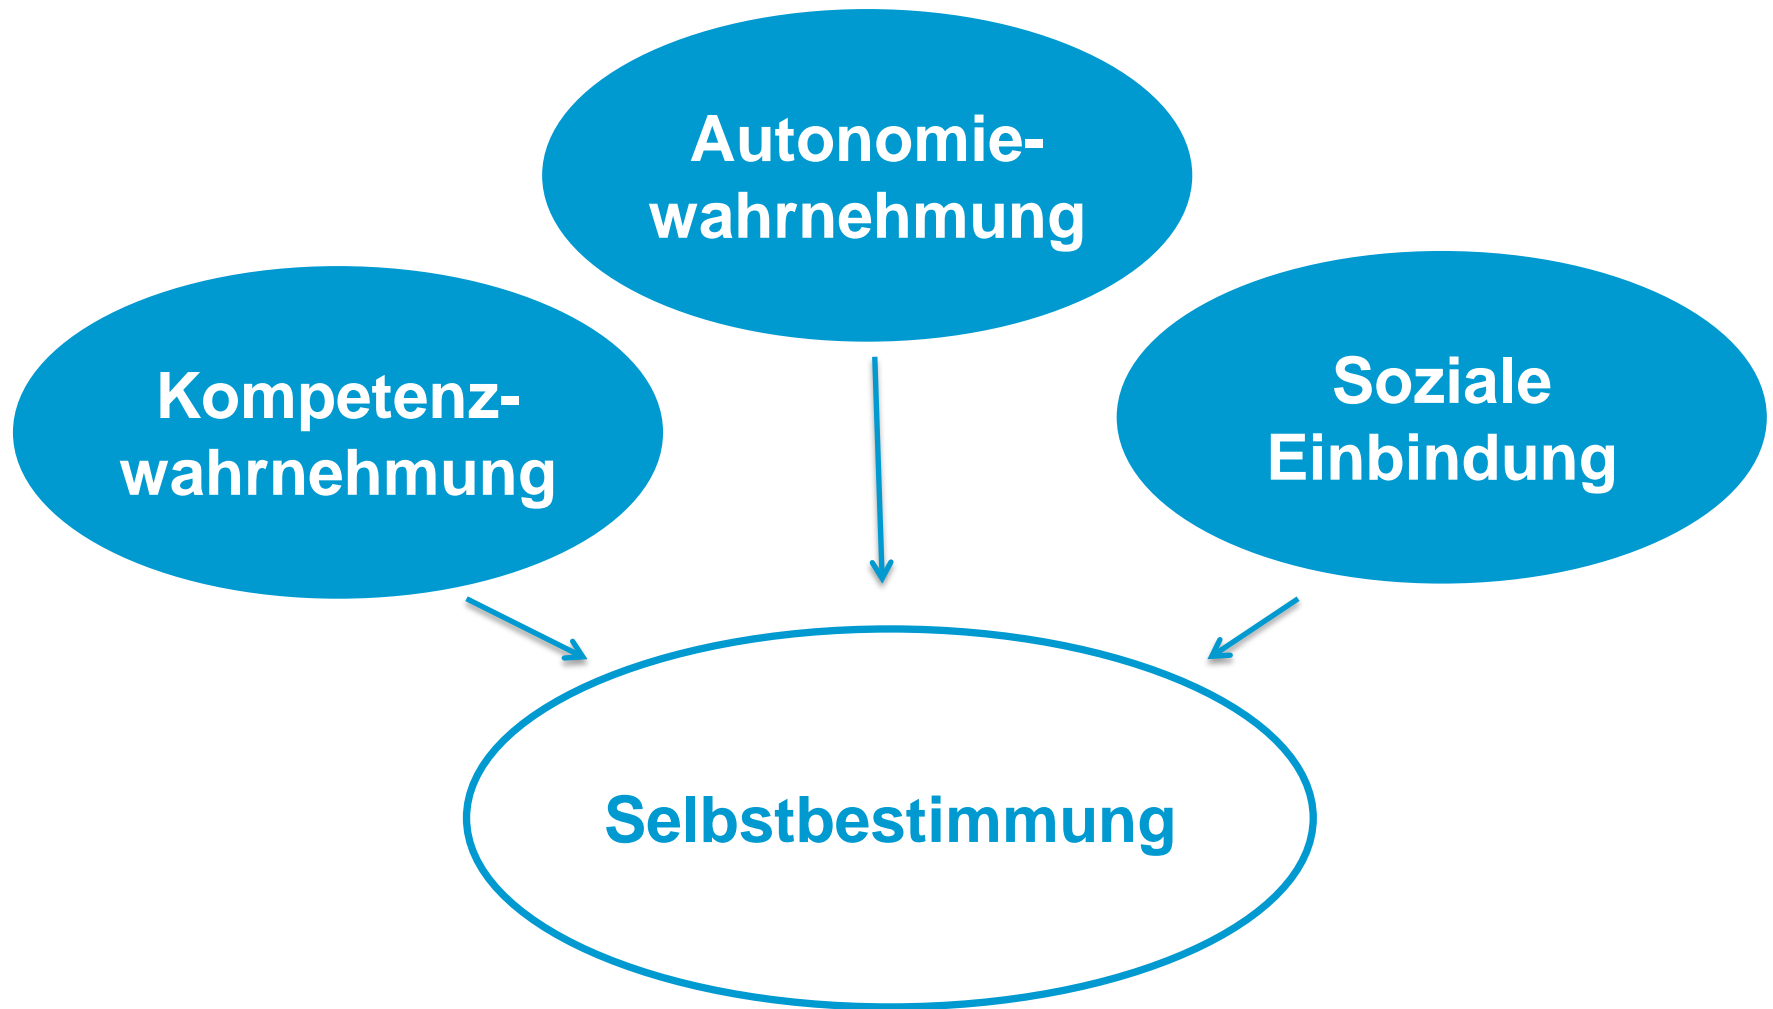 Autonomie-
wahrnehmung
Kompetenz-
wahrnehmung
Soziale
Einbindung
Selbstbestimmung